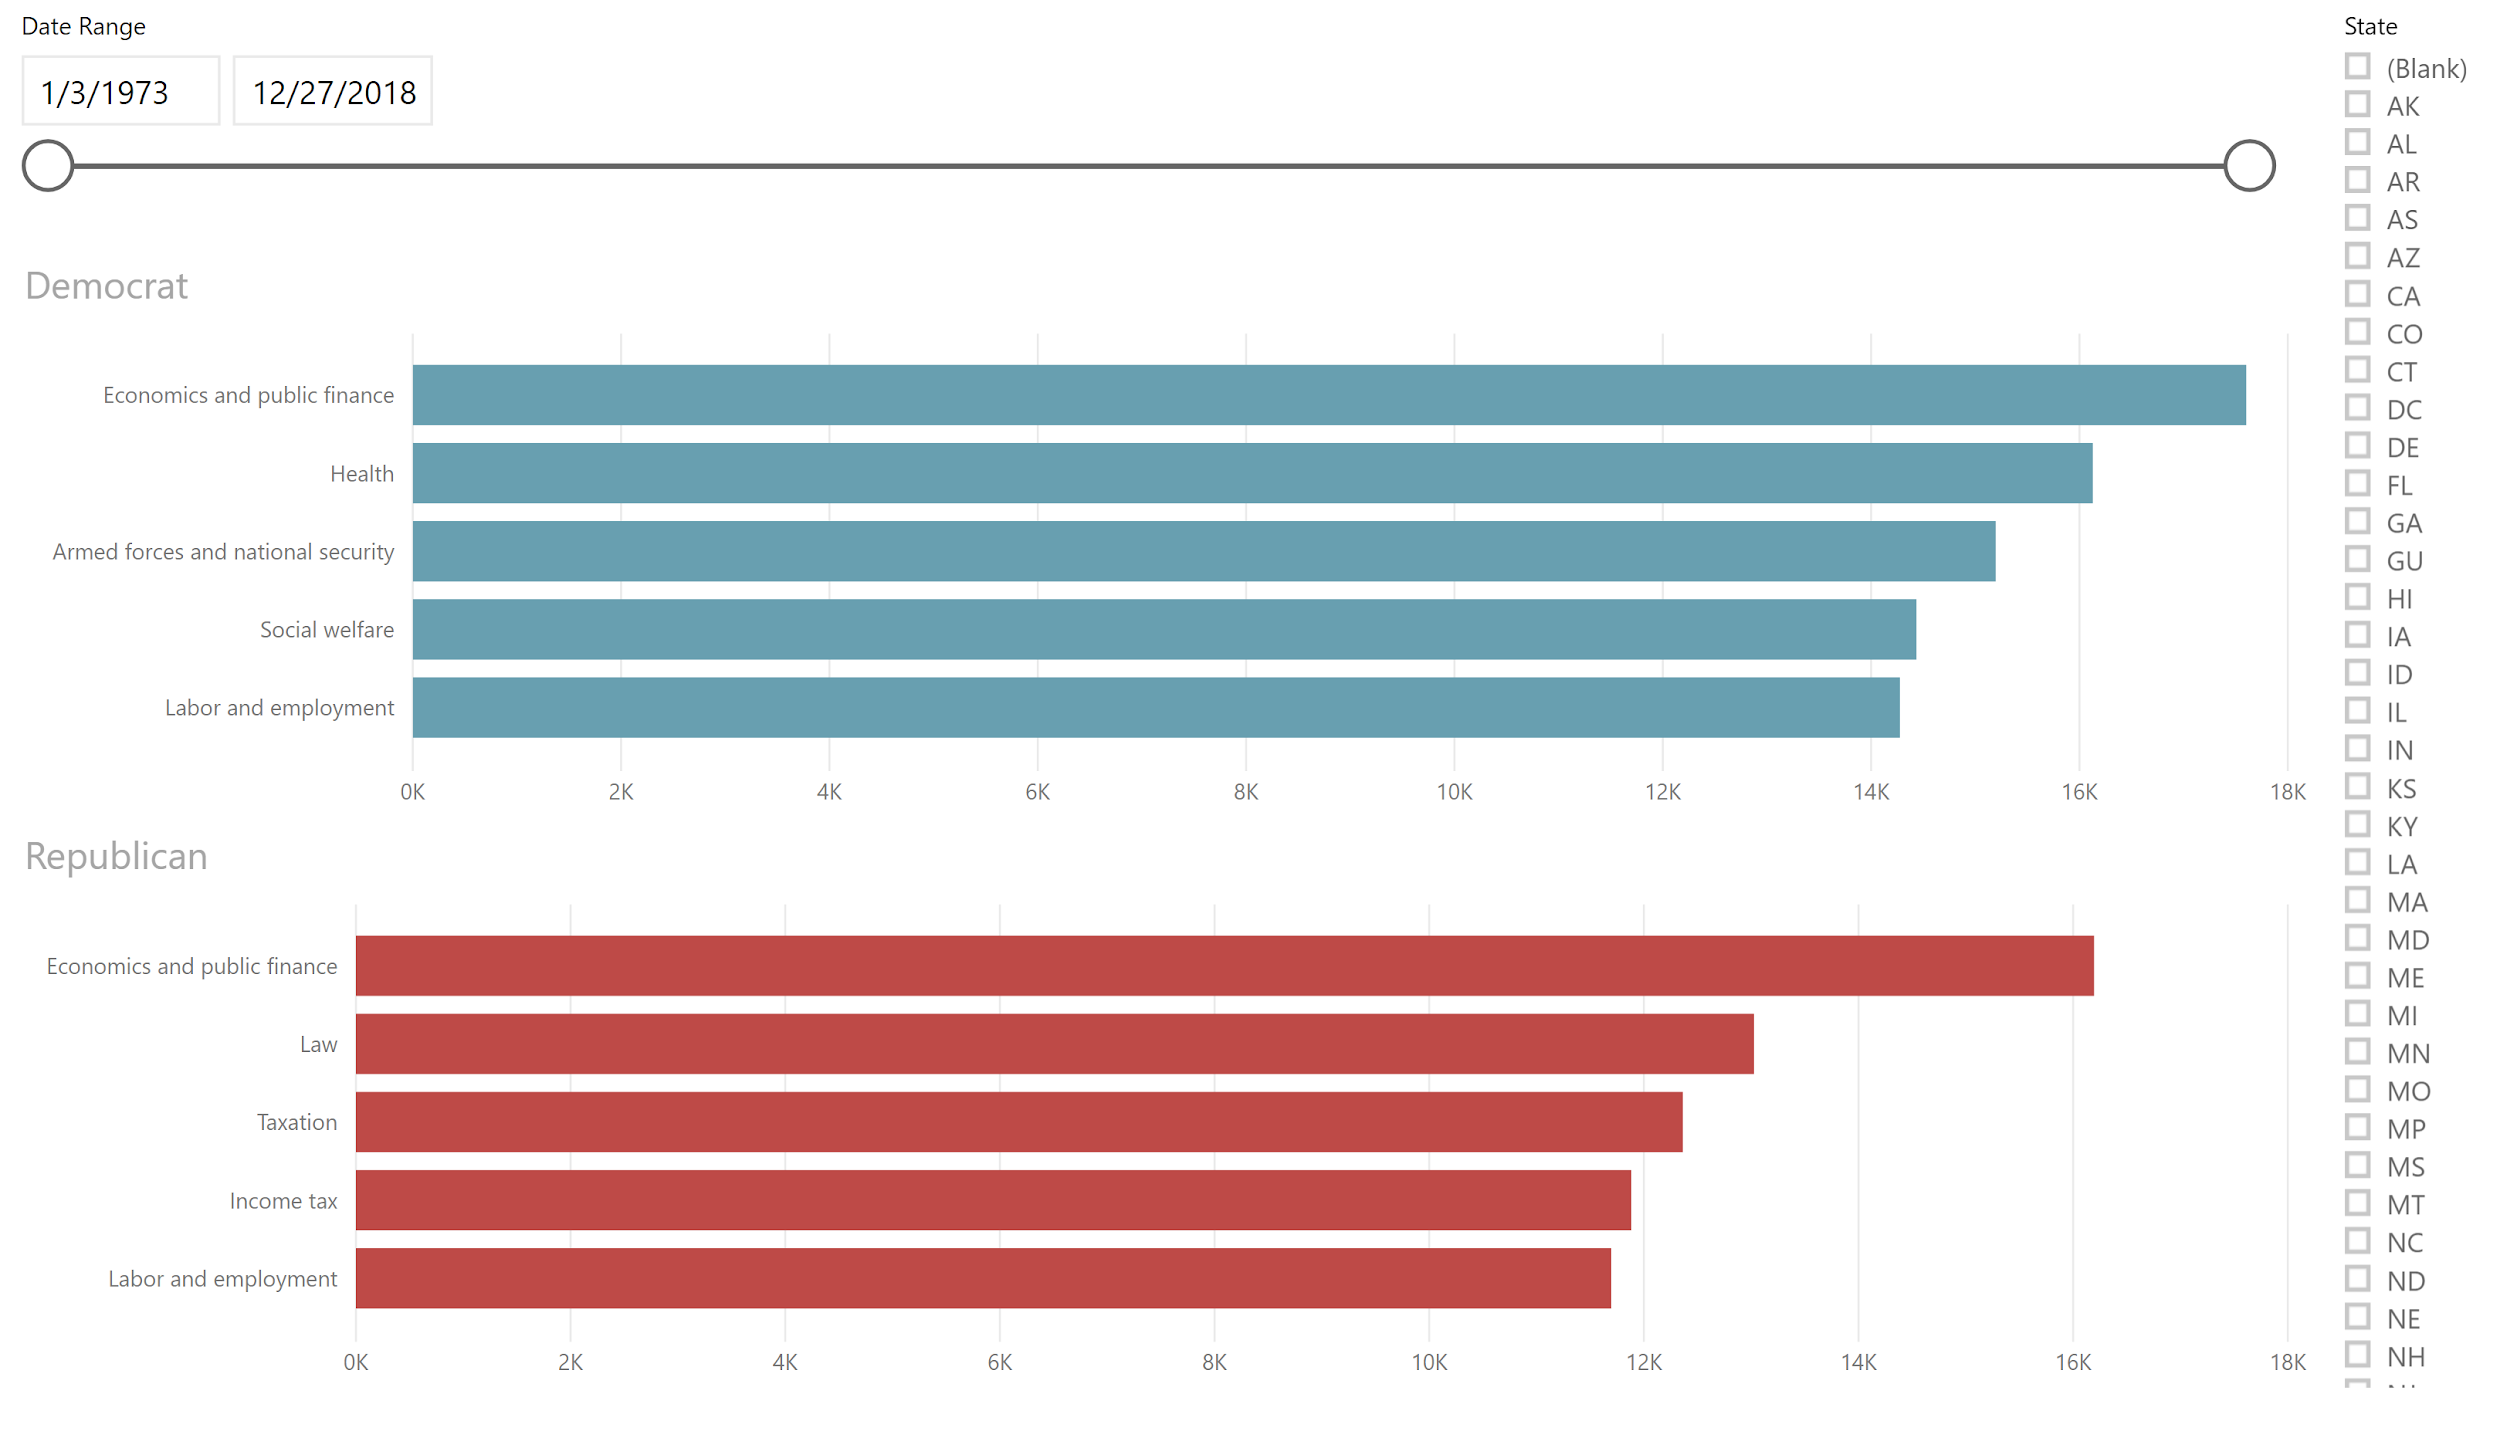 Date Range
1/3/1973
12/27/2018
Democrat
Economics and public finance
Health
Armed forces and national security
Social welfare
Labor and employment
0K 2K 4K 6K 8K 10K 12K 14K 16K 18K
Republican
Economics and public finance
Law
Taxation
Income tax
Labor and employment
0K 2K 4K 6K 8K 10K 12K 14K 16K 18K
State
(Blank)
AK
AL
AR
AS
AZ
CA
CO
CT
DC
DE
FL
GA
GU
HI
IA
ID
IL
IN
KS
KY
LA
MA
MD
ME
MI
MN
MO
MP
MS
MT
NC
ND
NE
NH